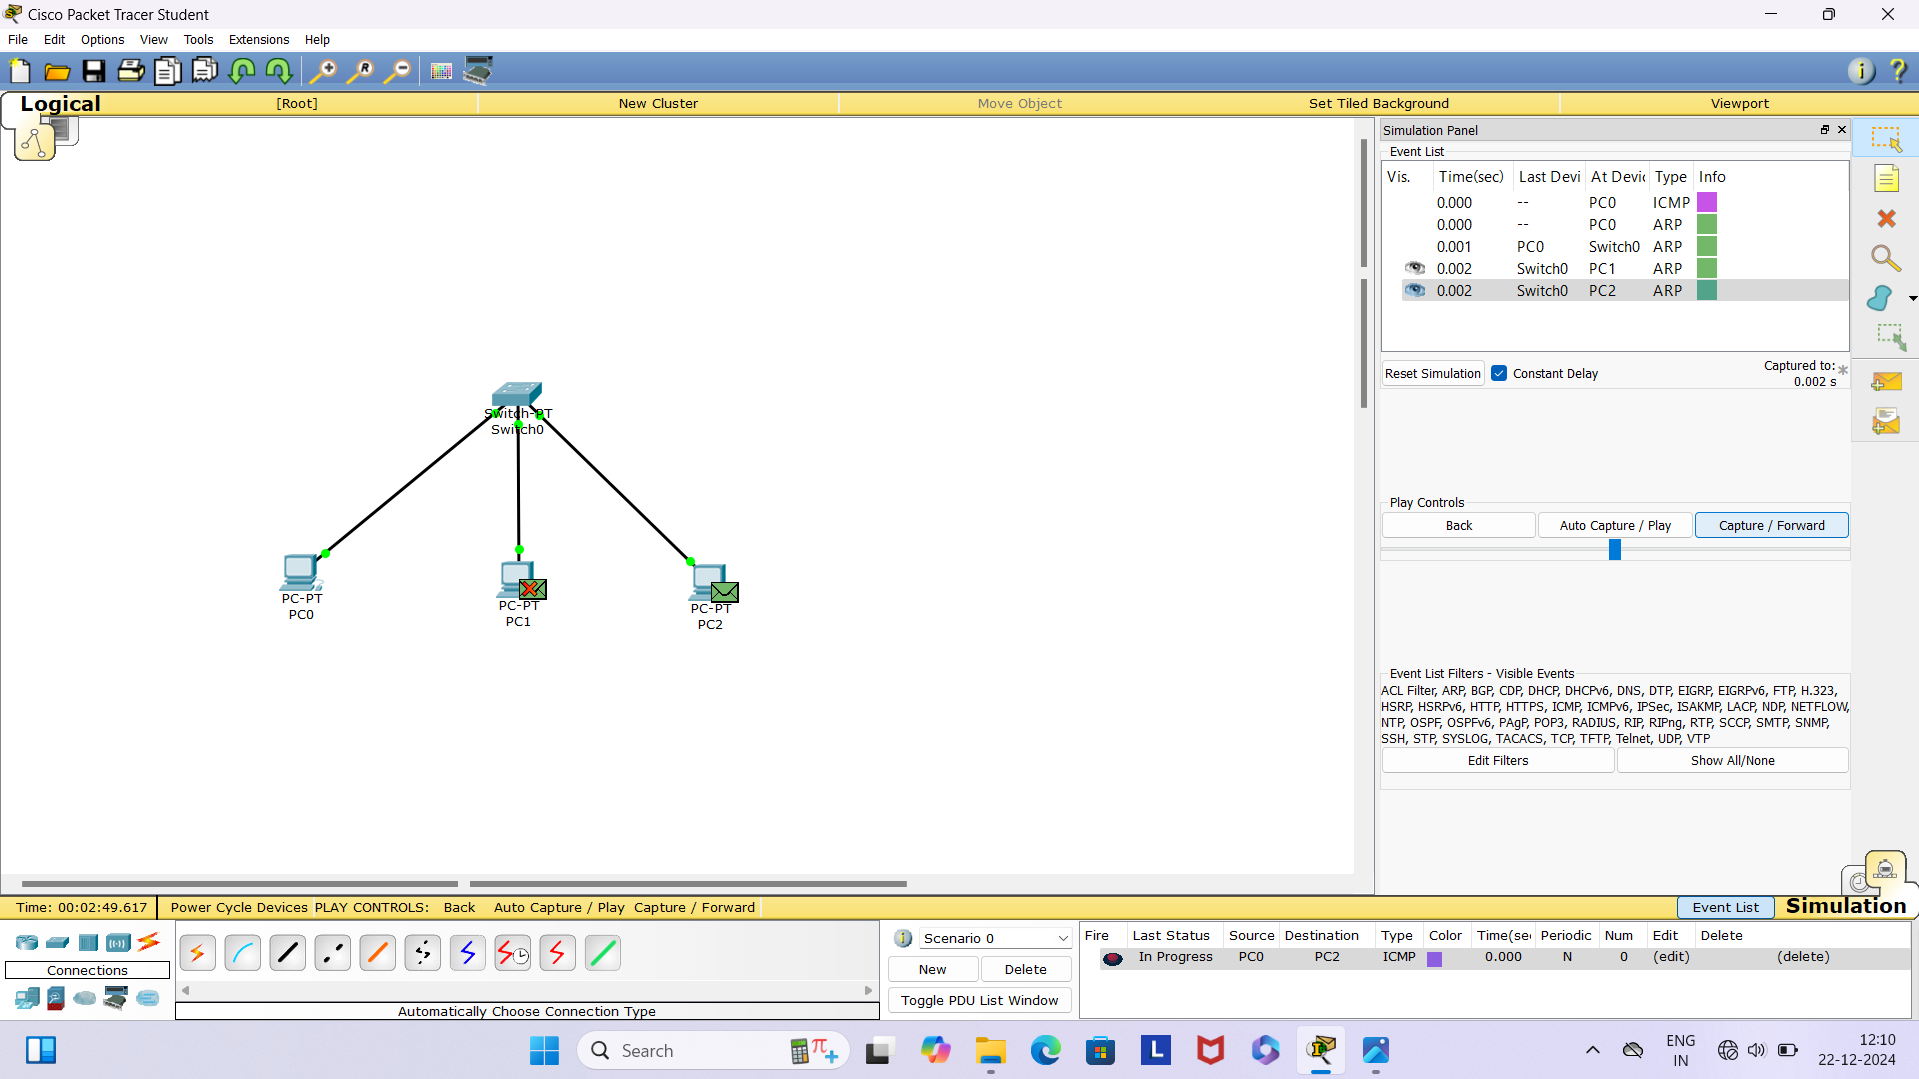 Cisco Packet Tracer Student
File Edit Options View Tools Extensions Help
Logical [Root] New Cluster Move Object Set Tiled Background Viewport
Simulation Panel
Event List
Vis. Time(sec) Last Devi At Devic Type Info
0.000 -- PC0 ICMP
0.000 -- PC0 ARP
0.001 PC0 Switch0 ARP
0.002 Switch0 PC1 ARP
0.002 Switch0 PC2 ARP
Reset Simulation Constant Delay Captured to:
0.002 s
Switch-PT
Switch0
PC-PT
PC0
PC-PT
PC1
PC-PT
PC2
Play Controls
Back Auto Capture / Play Capture / Forward
Event List Filters - Visible Events
ACL Filter, ARP, BGP, CDP, DHCP, DHCPv6, DNS, DTP, EIGRP, EIGRPv6, FTP, H.323,
HSRP, HSRPv6, HTTP, HTTPS, ICMP, ICMPv6, IPSec, ISAKMP, LACP, NDP, NETFLOW,
NTP, OSPF, OSPFv6, PAgP, POP3, RADIUS, RIP, RIPng, RTP, SCCP, SMTP, SNMP,
SSH, STP, SYSLOG, TACACS, TCP, TFTP, Telnet, UDP, VTP
Edit Filters Show All/None
Time: 00:02:49.617 Power Cycle Devices PLAY CONTROLS: Back Auto Capture / Play Capture / Forward Event List Simulation
Connections
Automatically Choose Connection Type
Scenario 0
New Delete
Toggle PDU List Window
Fire Last Status Source Destination Type Color Time(sec Periodic Num Edit Delete
In Progress PC0 PC2 ICMP 0.000 N 0 (edit) (delete)
Search
ENG
IN
12:10
22-12-2024